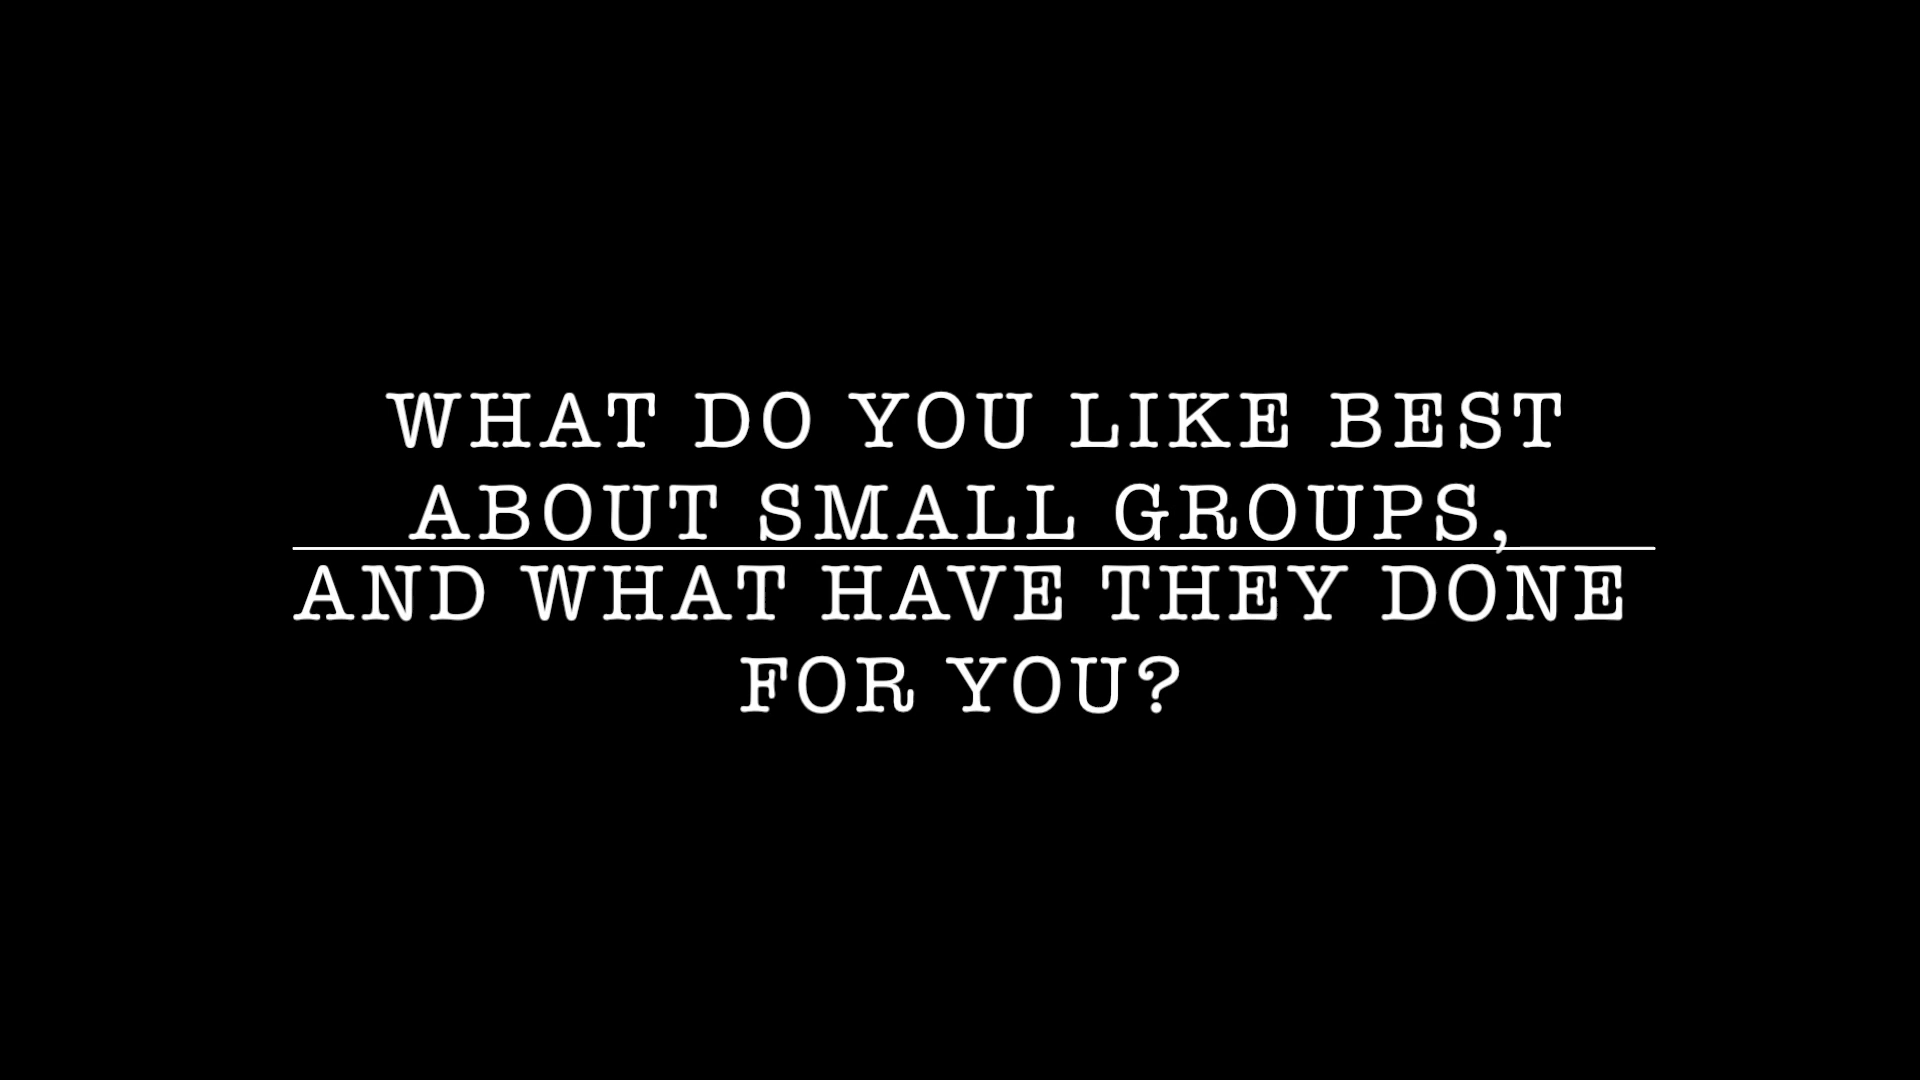 WHAT DO YOU LIKE BEST
ABOUT SMALL GROUPS,
AND WHAT HAVE THEY DONE
FOR YOU?